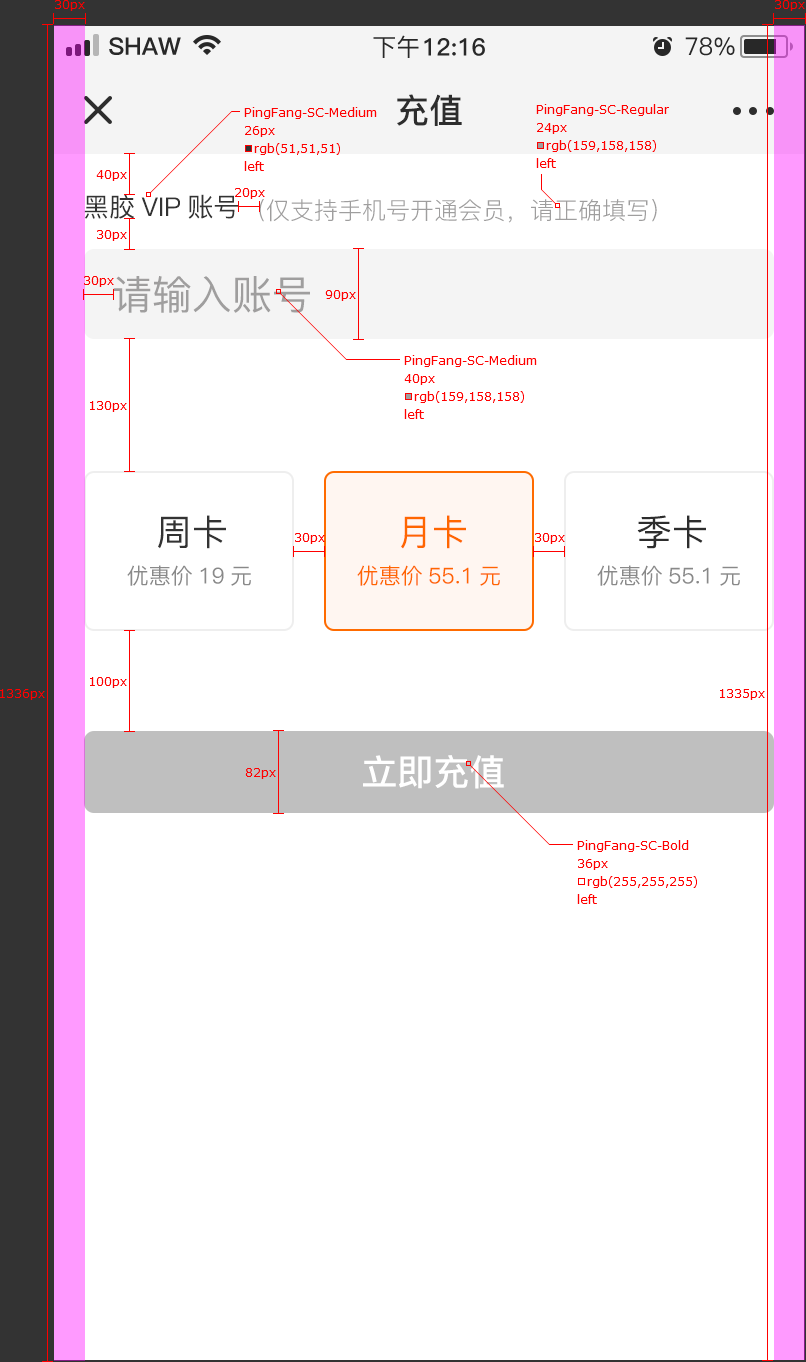 30px
30px
SHAW
下午12:16
78%
充值
PingFang-SC-Medium
26px
rgb(51,51,51)
left
PingFang-SC-Regular
24px
rgb(159,158,158)
left
40px
20px
黑胶 VIP 账号
(仅支持手机号开通会员，请正确填写)
30px
30px
请输入账号
90px
PingFang-SC-Medium
40px
rgb(159,158,158)
left
130px
周卡
优惠价 19 元
30px
月卡
优惠价 55.1 元
30px
季卡
优惠价 55.1 元
100px
1336px
1335px
82px
立即充值
PingFang-SC-Bold
36px
rgb(255,255,255)
left